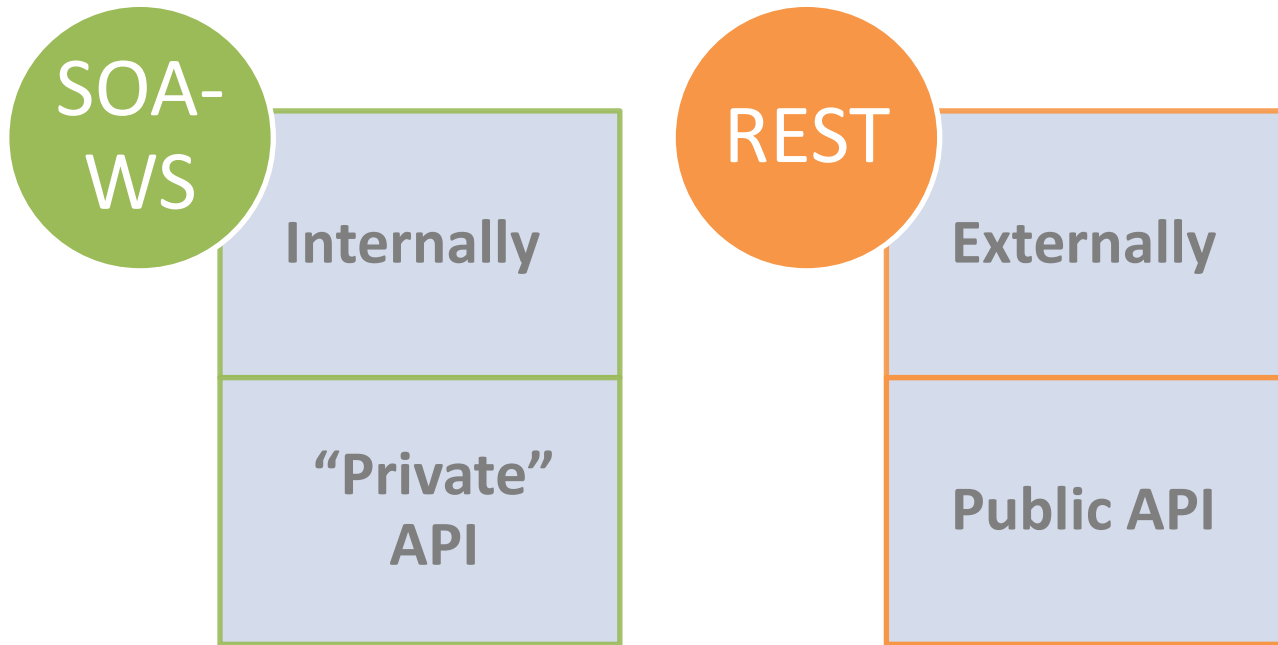 SOA-
WS
Internally
“Private”
API
REST
Externally
Public API